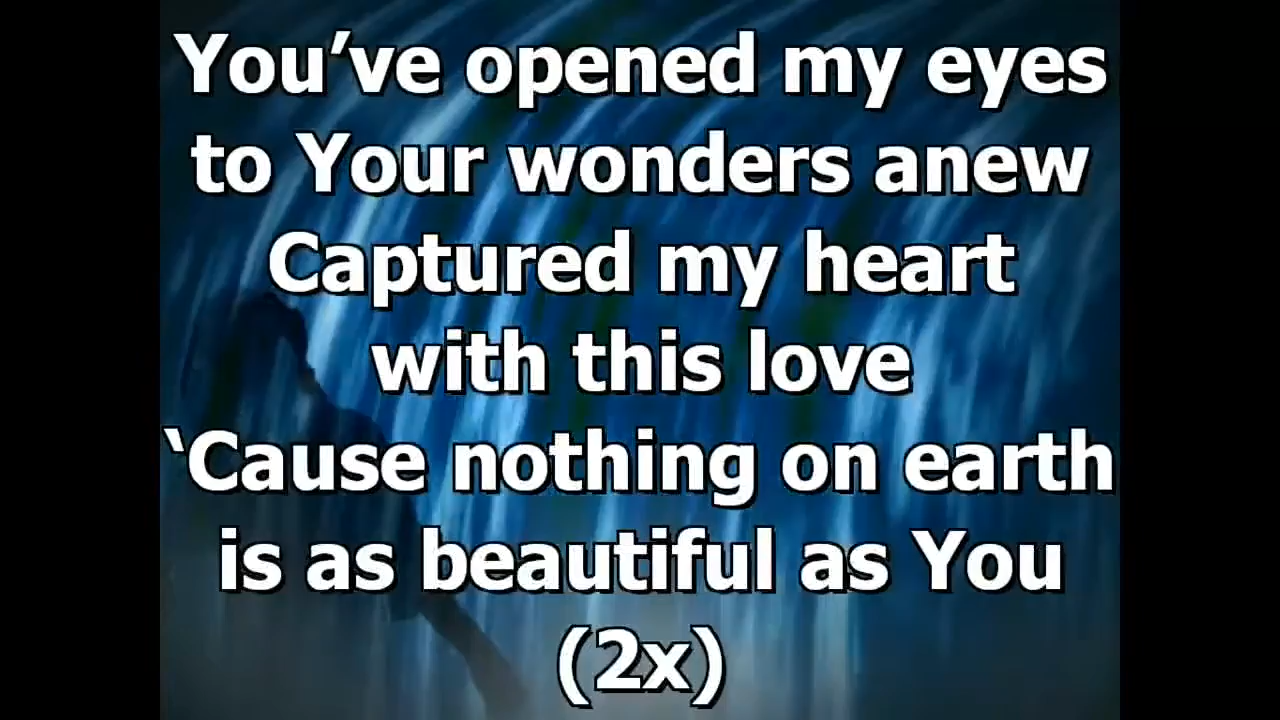 You’ve opened my eyes
to Your wonders anew
Captured my heart
with this love
‘Cause nothing on earth
is as beautiful as You
(2x)